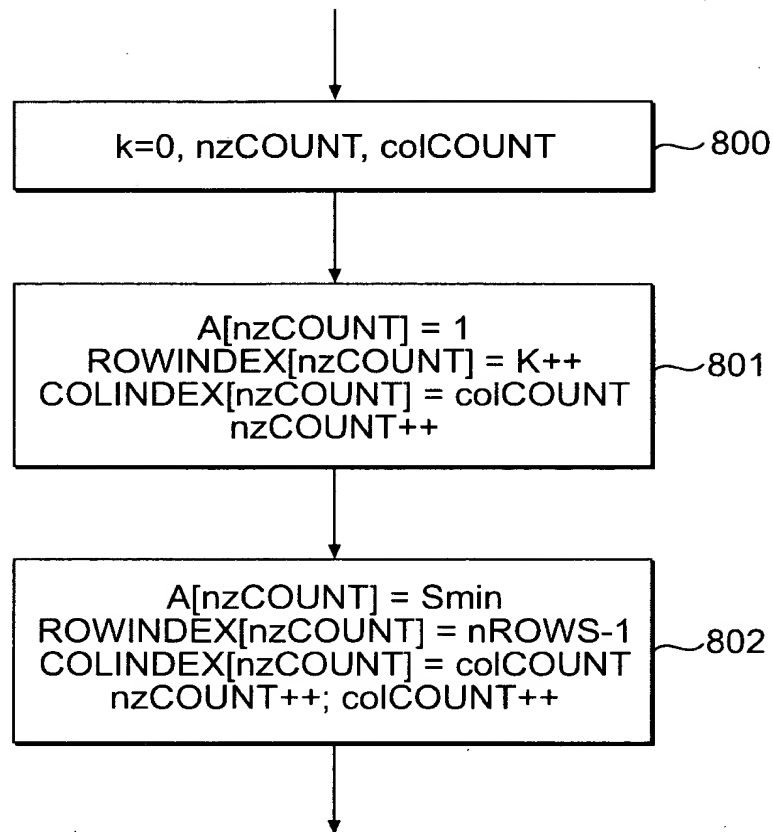 k=0, nzCOUNT, colCOUNT
800
A[nzCOUNT] = 1
ROWINDEX[nzCOUNT] = K++
COLINDEX[nzCOUNT] = colCOUNT
nzCOUNT++
801
A[nzCOUNT] = Smin
ROWINDEX[nzCOUNT] = nROWS-1
COLINDEX[nzCOUNT] = colCOUNT
nzCOUNT++; colCOUNT++
802